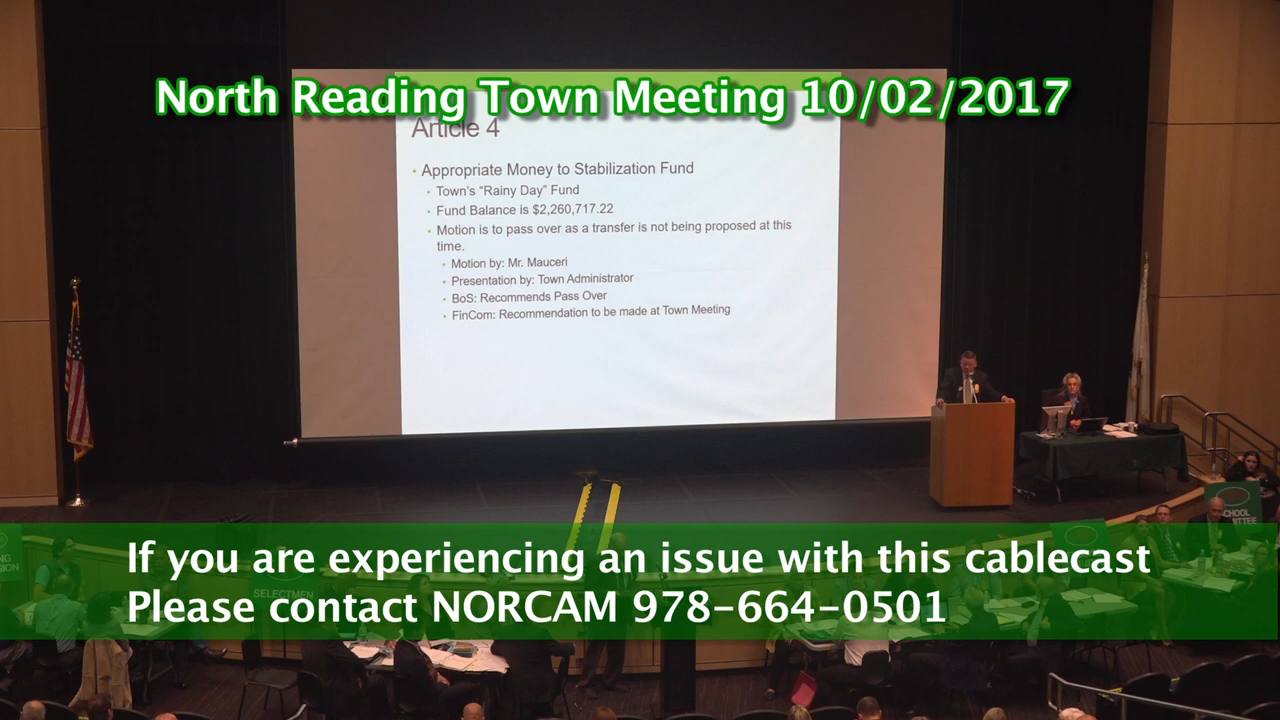 North Reading Town Meeting 10/02/2017
Article 4
• Appropriate Money to Stabilization Fund
• Town's "Rainy Day" Fund
• Fund Balance is $2,260,717.22
• Motion is to pass over as a transfer is not being proposed at this
time.
• Motion by: Mr. Mauceri
• Presentation by: Town Administrator
• BoS: Recommends Pass Over
• FinCom: Recommendation to be made at Town Meeting
If you are experiencing an issue with this cablecast
Please contact NORCAM 978-664-0501
SELECTMEN